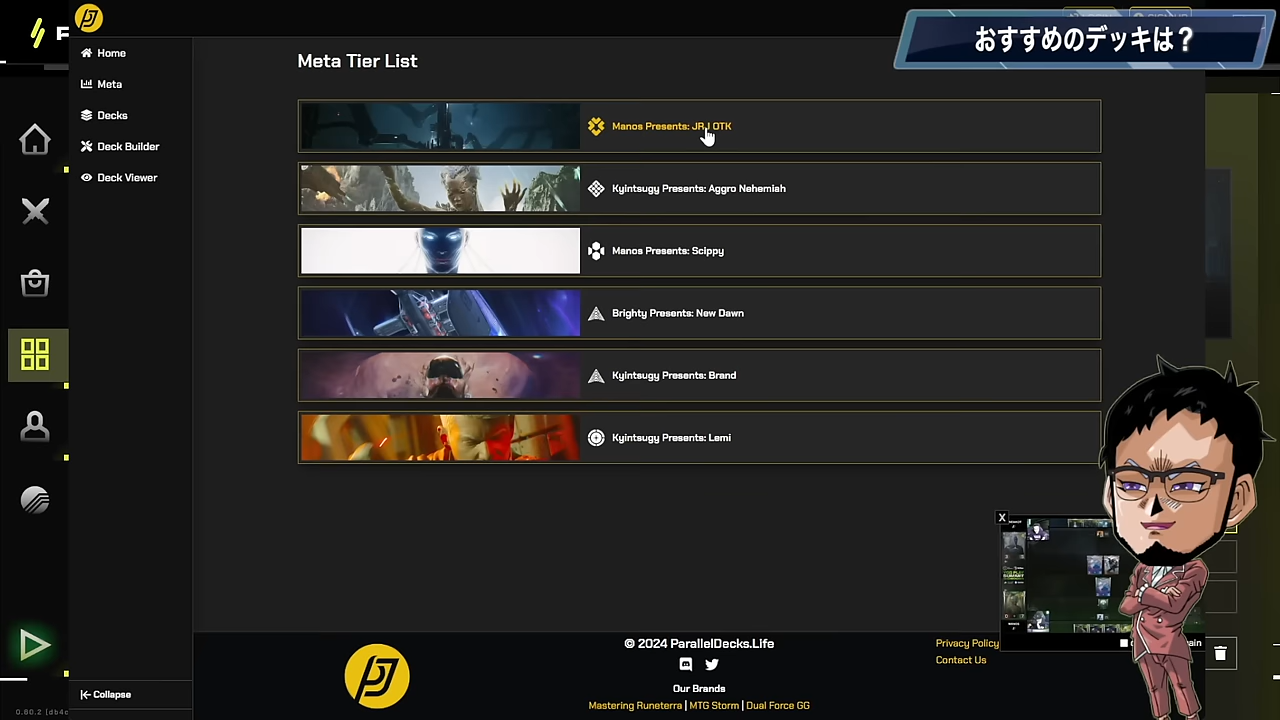 おすすめのデッキは？
Home
Meta
Decks
Deck Builder
Deck Viewer
Collapse
Meta Tier List
Manos Presents: JRJ OTK
Kyintsugy Presents: Aggro Nehemiah
Manos Presents: Scippy
Brighty Presents: New Dawn
Kyintsugy Presents: Brand
Kyintsugy Presents: Lemi
X
© 2024 ParallelDecks.Life
Our Brands
Mastering Runeterra | MTG Storm | Dual Force GG
Privacy Policy
Contact Us